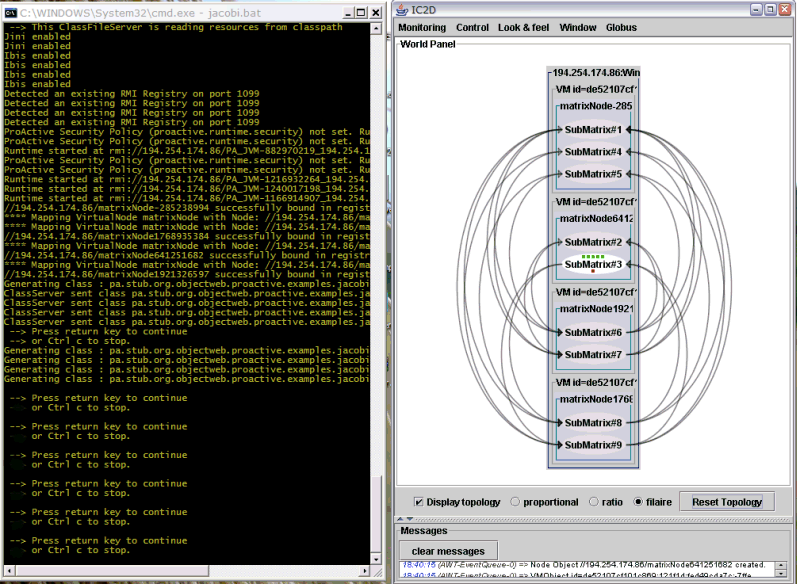 C:\WINDOWS\System32\cmd.exe - jacobi.bat
--> This ClassFileServer is reading resources from classpath
Jini enabled
Jini enabled
Ibis enabled
Ibis enabled
Ibis enabled
Ibis enabled
Detected an existing RMI Registry on port 1099
Detected an existing RMI Registry on port 1099
Detected an existing RMI Registry on port 1099
Detected an existing RMI Registry on port 1099
ProActive Security Policy (proactive.runtime.security) not set. Ru
ProActive Security Policy (proactive.runtime.security) not set. Ru
Runtime started at rmi://194.254.174.86/PA_JVM-882970219_194.254.1
ProActive Security Policy (proactive.runtime.security) not set. Ru
ProActive Security Policy (proactive.runtime.security) not set. Ru
Runtime started at rmi://194.254.174.86/PA_JVM-1216932264_194.254.
Runtime started at rmi://194.254.174.86/PA_JVM-1240017198_194.254.
Runtime started at rmi://194.254.174.86/PA_JVM-1166914907_194.254.
//194.254.174.86/matrixNode-285238994 successfully bound in regist
**** Mapping VirtualNode matrixNode with Node: //194.254.174.86/ma
//194.254.174.86/matrixNode1768935384 successfully bound in regist
**** Mapping VirtualNode matrixNode with Node: //194.254.174.86/ma
//194.254.174.86/matrixNode641251682 successfully bound in registr
**** Mapping VirtualNode matrixNode with Node: //194.254.174.86/ma
//194.254.174.86/matrixNode1921326597 successfully bound in regist
Generating class : pa.stub.org.objectweb.proactive.examples.jacobi
ClassServer sent class pa.stub.org.objectweb.proactive.examples.ja
ClassServer sent class pa.stub.org.objectweb.proactive.examples.ja
ClassServer sent class pa.stub.org.objectweb.proactive.examples.ja
ClassServer sent class pa.stub.org.objectweb.proactive.examples.ja
--> Press return key to continue
--> or Ctrl c to stop.
Generating class : pa.stub.org.objectweb.proactive.examples.jacobi
Generating class : pa.stub.org.objectweb.proactive.examples.jacobi
Generating class : pa.stub.org.objectweb.proactive.examples.jacobi
Generating class : pa.stub.org.objectweb.proactive.examples.jacobi
--> Press return key to continue
or Ctrl c to stop.
--> Press return key to continue
or Ctrl c to stop.
--> Press return key to continue
or Ctrl c to stop.
--> Press return key to continue
or Ctrl c to stop.
--> Press return key to continue
or Ctrl c to stop.
--> Press return key to continue
or Ctrl c to stop.
IC2D
Monitoring Control Look & feel Window Globus
World Panel
194.254.174.86:Win
VM id=de52107cf
matrixNode-285
SubMatrix#1
SubMatrix#4
SubMatrix#5
VM id=de52107cf
matrixNode6412
SubMatrix#2
SubMatrix#3
VM id=de52107cf
matrixNode1921
SubMatrix#6
SubMatrix#7
VM id=de52107cf
matrixNode1768
SubMatrix#8
SubMatrix#9
Display topology proportional ratio filaire Reset Topology
Messages
clear messages
18:40:15 (AWT-EventQueue-0) => Node Object //194.254.174.86/matrixNode641251682 created.
18:40:15 (AWT-EventQueue-0) =>